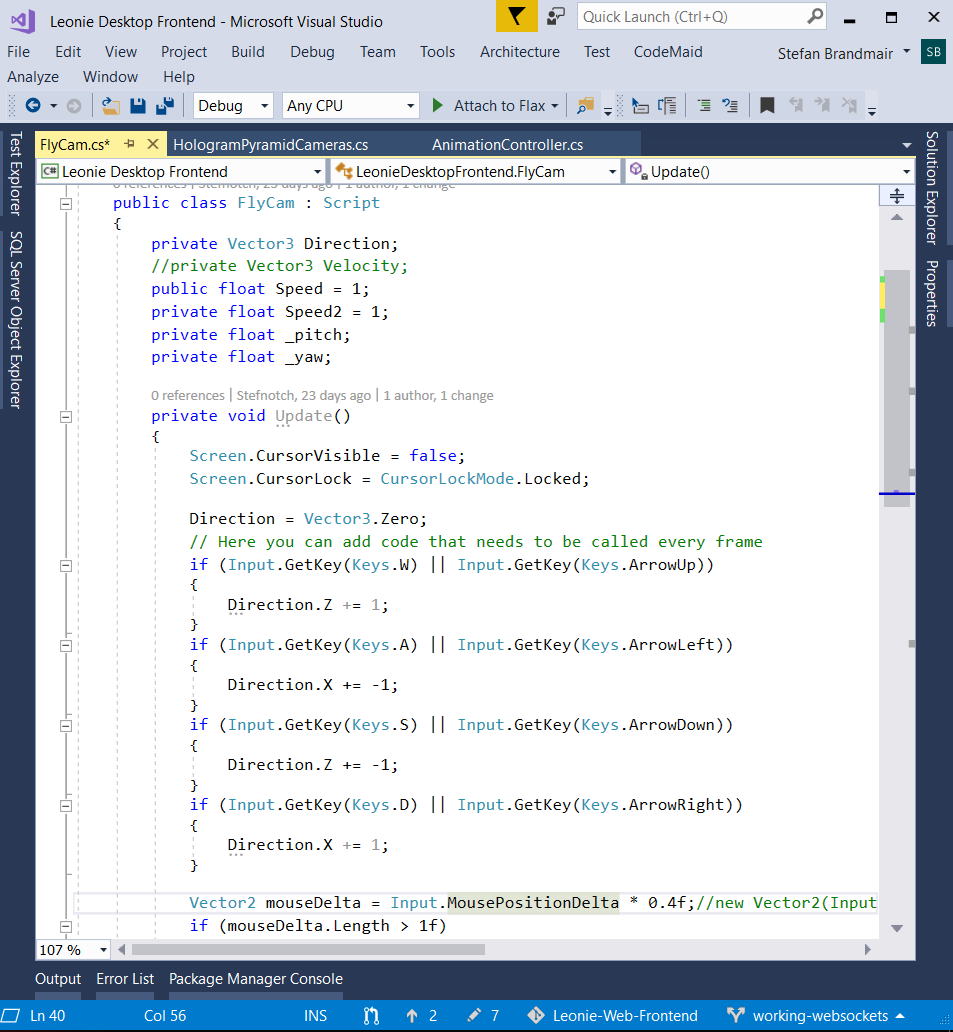 Leonie Desktop Frontend - Microsoft Visual Studio
Quick Launch (Ctrl+Q)
File Edit View Project Build Debug Team Tools Architecture Test CodeMaid
Stefan Brandmair SB
Analyze Window Help
Debug Any CPU Attach to Flax
Test Explorer
SQL Server Object Explorer
Solution Explorer
Properties
FlyCam.cs* HologramPyramidCameras.cs AnimationController.cs
C# Leonie Desktop Frontend LeonieDesktopFrontend.FlyCam Update()
0 references | Stefnotch, 23 days ago | 1 author, 1 change
public class FlyCam : Script
{
private Vector3 Direction;
//private Vector3 Velocity;
public float Speed = 1;
private float Speed2 = 1;
private float _pitch;
private float _yaw;
0 references | Stefnotch, 23 days ago | 1 author, 1 change
private void Update()
{
Screen.CursorVisible = false;
Screen.CursorLock = CursorLockMode.Locked;
Direction = Vector3.Zero;
// Here you can add code that needs to be called every frame
if (Input.GetKey(Keys.W) || Input.GetKey(Keys.ArrowUp))
{
Direction.Z += 1;
}
if (Input.GetKey(Keys.A) || Input.GetKey(Keys.ArrowLeft))
{
Direction.X += -1;
}
if (Input.GetKey(Keys.S) || Input.GetKey(Keys.ArrowDown))
{
Direction.Z += -1;
}
if (Input.GetKey(Keys.D) || Input.GetKey(Keys.ArrowRight))
{
Direction.X += 1;
}
Vector2 mouseDelta = Input.MousePositionDelta * 0.4f;//new Vector2(Input
if (mouseDelta.Length > 1f)
107 %
Output Error List Package Manager Console
Ln 40 Col 56 INS 2 7 Leonie-Web-Frontend working-websockets